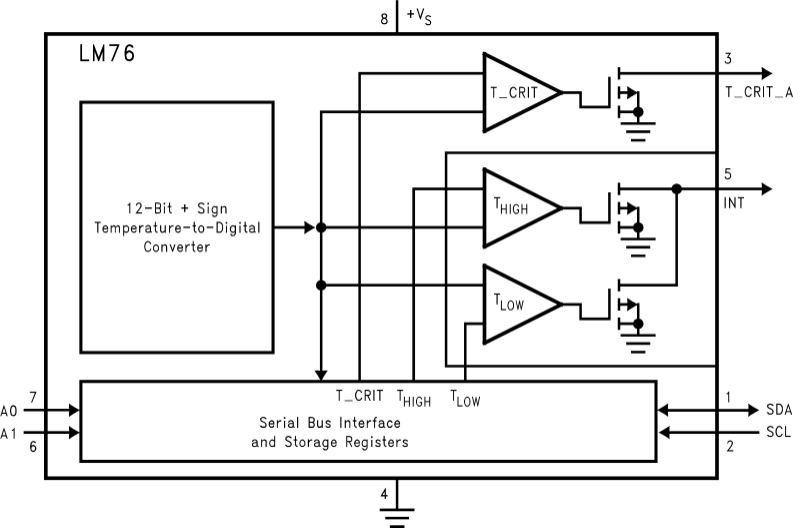 8 +VS
LM76
3
T_CRIT
T_CRIT_A
5
12-Bit + Sign
Temperature-to-Digital
Converter
THIGH
INT
TLOW
T_CRIT THIGH TLOW
7
1
A0
SDA
Serial Bus Interface
A1
SCL
and Storage Registers
6
2
4